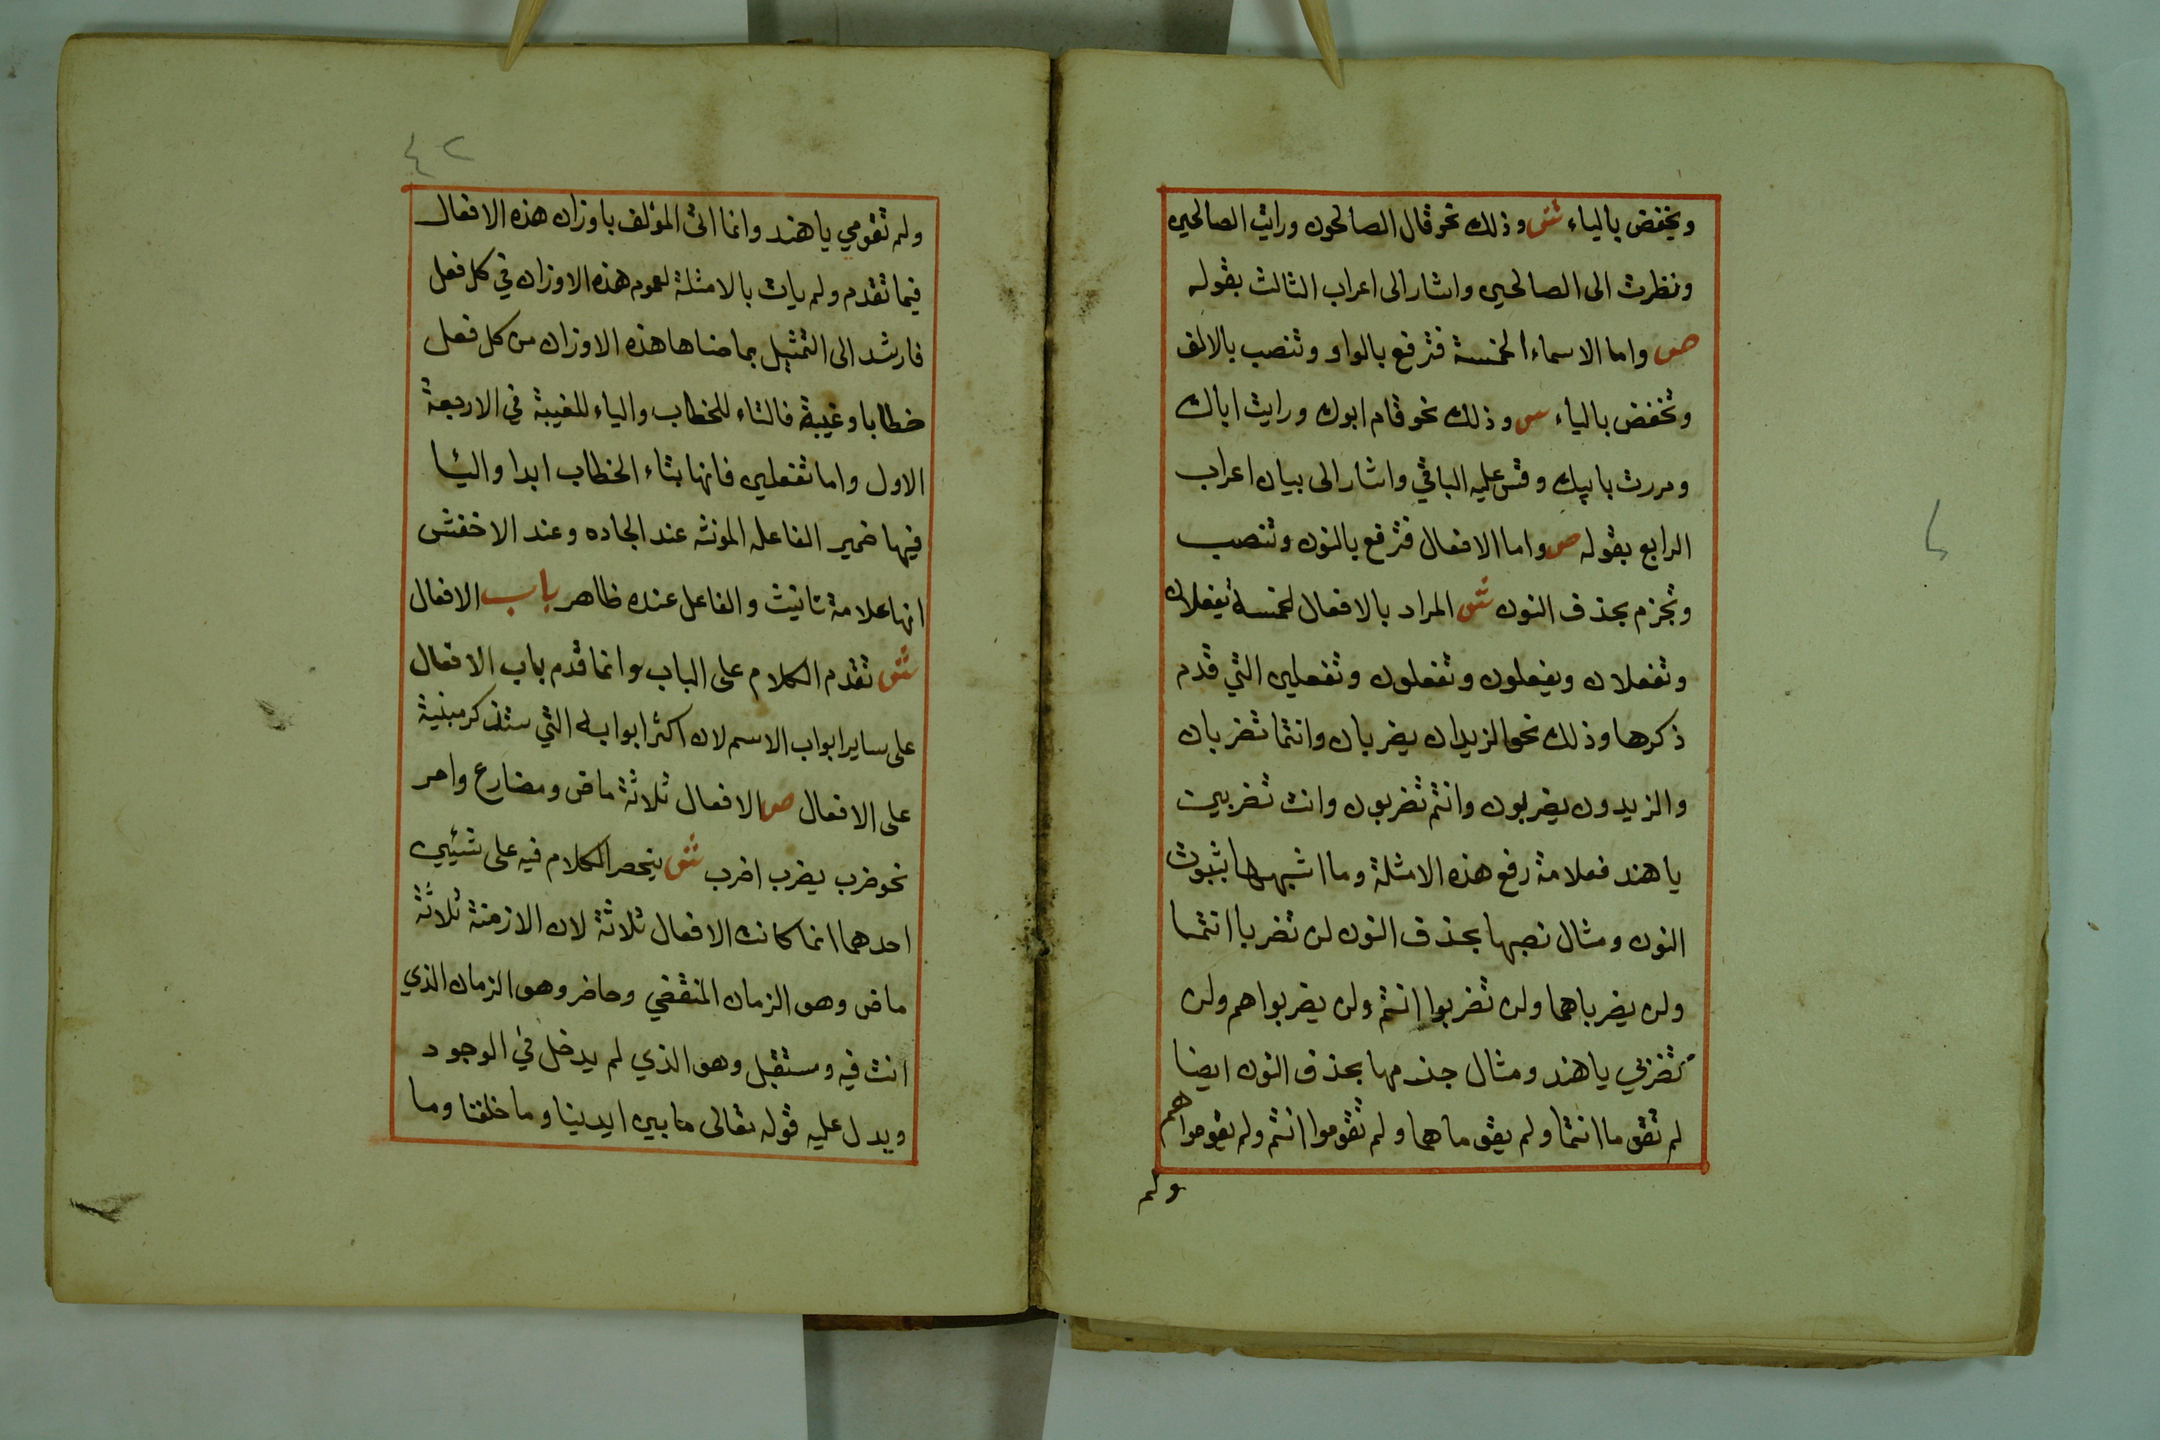 ويخفض بالياء ش وذلك نحو قال الصالحون ورايت الصالحين
ونظرت الى الصالحين واشار الى اعراب الثالث بقوله
ص واما الاسماء الخمسة فترفع بالواو وتنصب بالالف
وتخفض بالياء ش وذلك نحو قام ابوك ورايت اباك
ومررت بابيك وقس عليه الباقي واشار الى بيان اعراب
الرابع بقوله ص واما الافعال فترفع بالنون وتنصب
وتجزم بحذف النون ش المراد بالافعال لخمسة يفعلان
وتفعلان ويفعلون وتفعلون وتفعلين التي قدم
ذكرها وذلك نحو الزيدان يضربان وانتما تضربان
والزيدون يضربون وانتم تضربون وانت تضربين
يا هند فعلامة رفع هذه الامثلة وما اشبهها بثبوت
النون ومثال نصبها بحذف النون لن تضربا انتما
ولن يضربا هما ولن تضربوا انتم ولن يضربوا هم ولن
تضربي يا هند ومثال جزمها بحذف النون ايضا
لم تقوما انتما ولم يقوما هما ولم تقوموا انتم ولم يقوموا هم
ولم
٤٢
ولم تقومي يا هند وانما اتى المؤلف باوزان هذه الافعال
فيما تقدم ولم يات بالامثلة لعموم هذه الاوزان في كل فعل
فارشد الى التمثيل بما ضاها هذه الاوزان من كل فعل
خطابا وغيبة فالتاء للخطاب والياء للغيبة في الاربعة
الاول واما تفعلين فانها بتاء الخطاب ابدا واليا
فيها ضمير الفاعله المونثه عند الجاده وعند الاخفش
انها علامة تانيث والفاعل عنده ظاهر باب الافعال
ش تقدم الكلام على الباب وانما قدم باب الافعال
على ساير ابواب الاسم لان اكثر ابوابه التي ستذكر مبنية
على الافعال ص الافعال ثلاثة ماض ومضارع وامر
نحو ضرب يضرب اضرب ش ينحصر الكلام فيه على شيئين
احدهما انما كانت الافعال ثلاثة لان الازمنة ثلاثة
ماض وهو الزمان المنقضي وحاضر وهو الزمان الذي
انت فيه ومستقبل وهو الذي لم يدخل في الوجود
ويدل عليه قوله تعالى ما بين ايدينا وما خلفنا وما